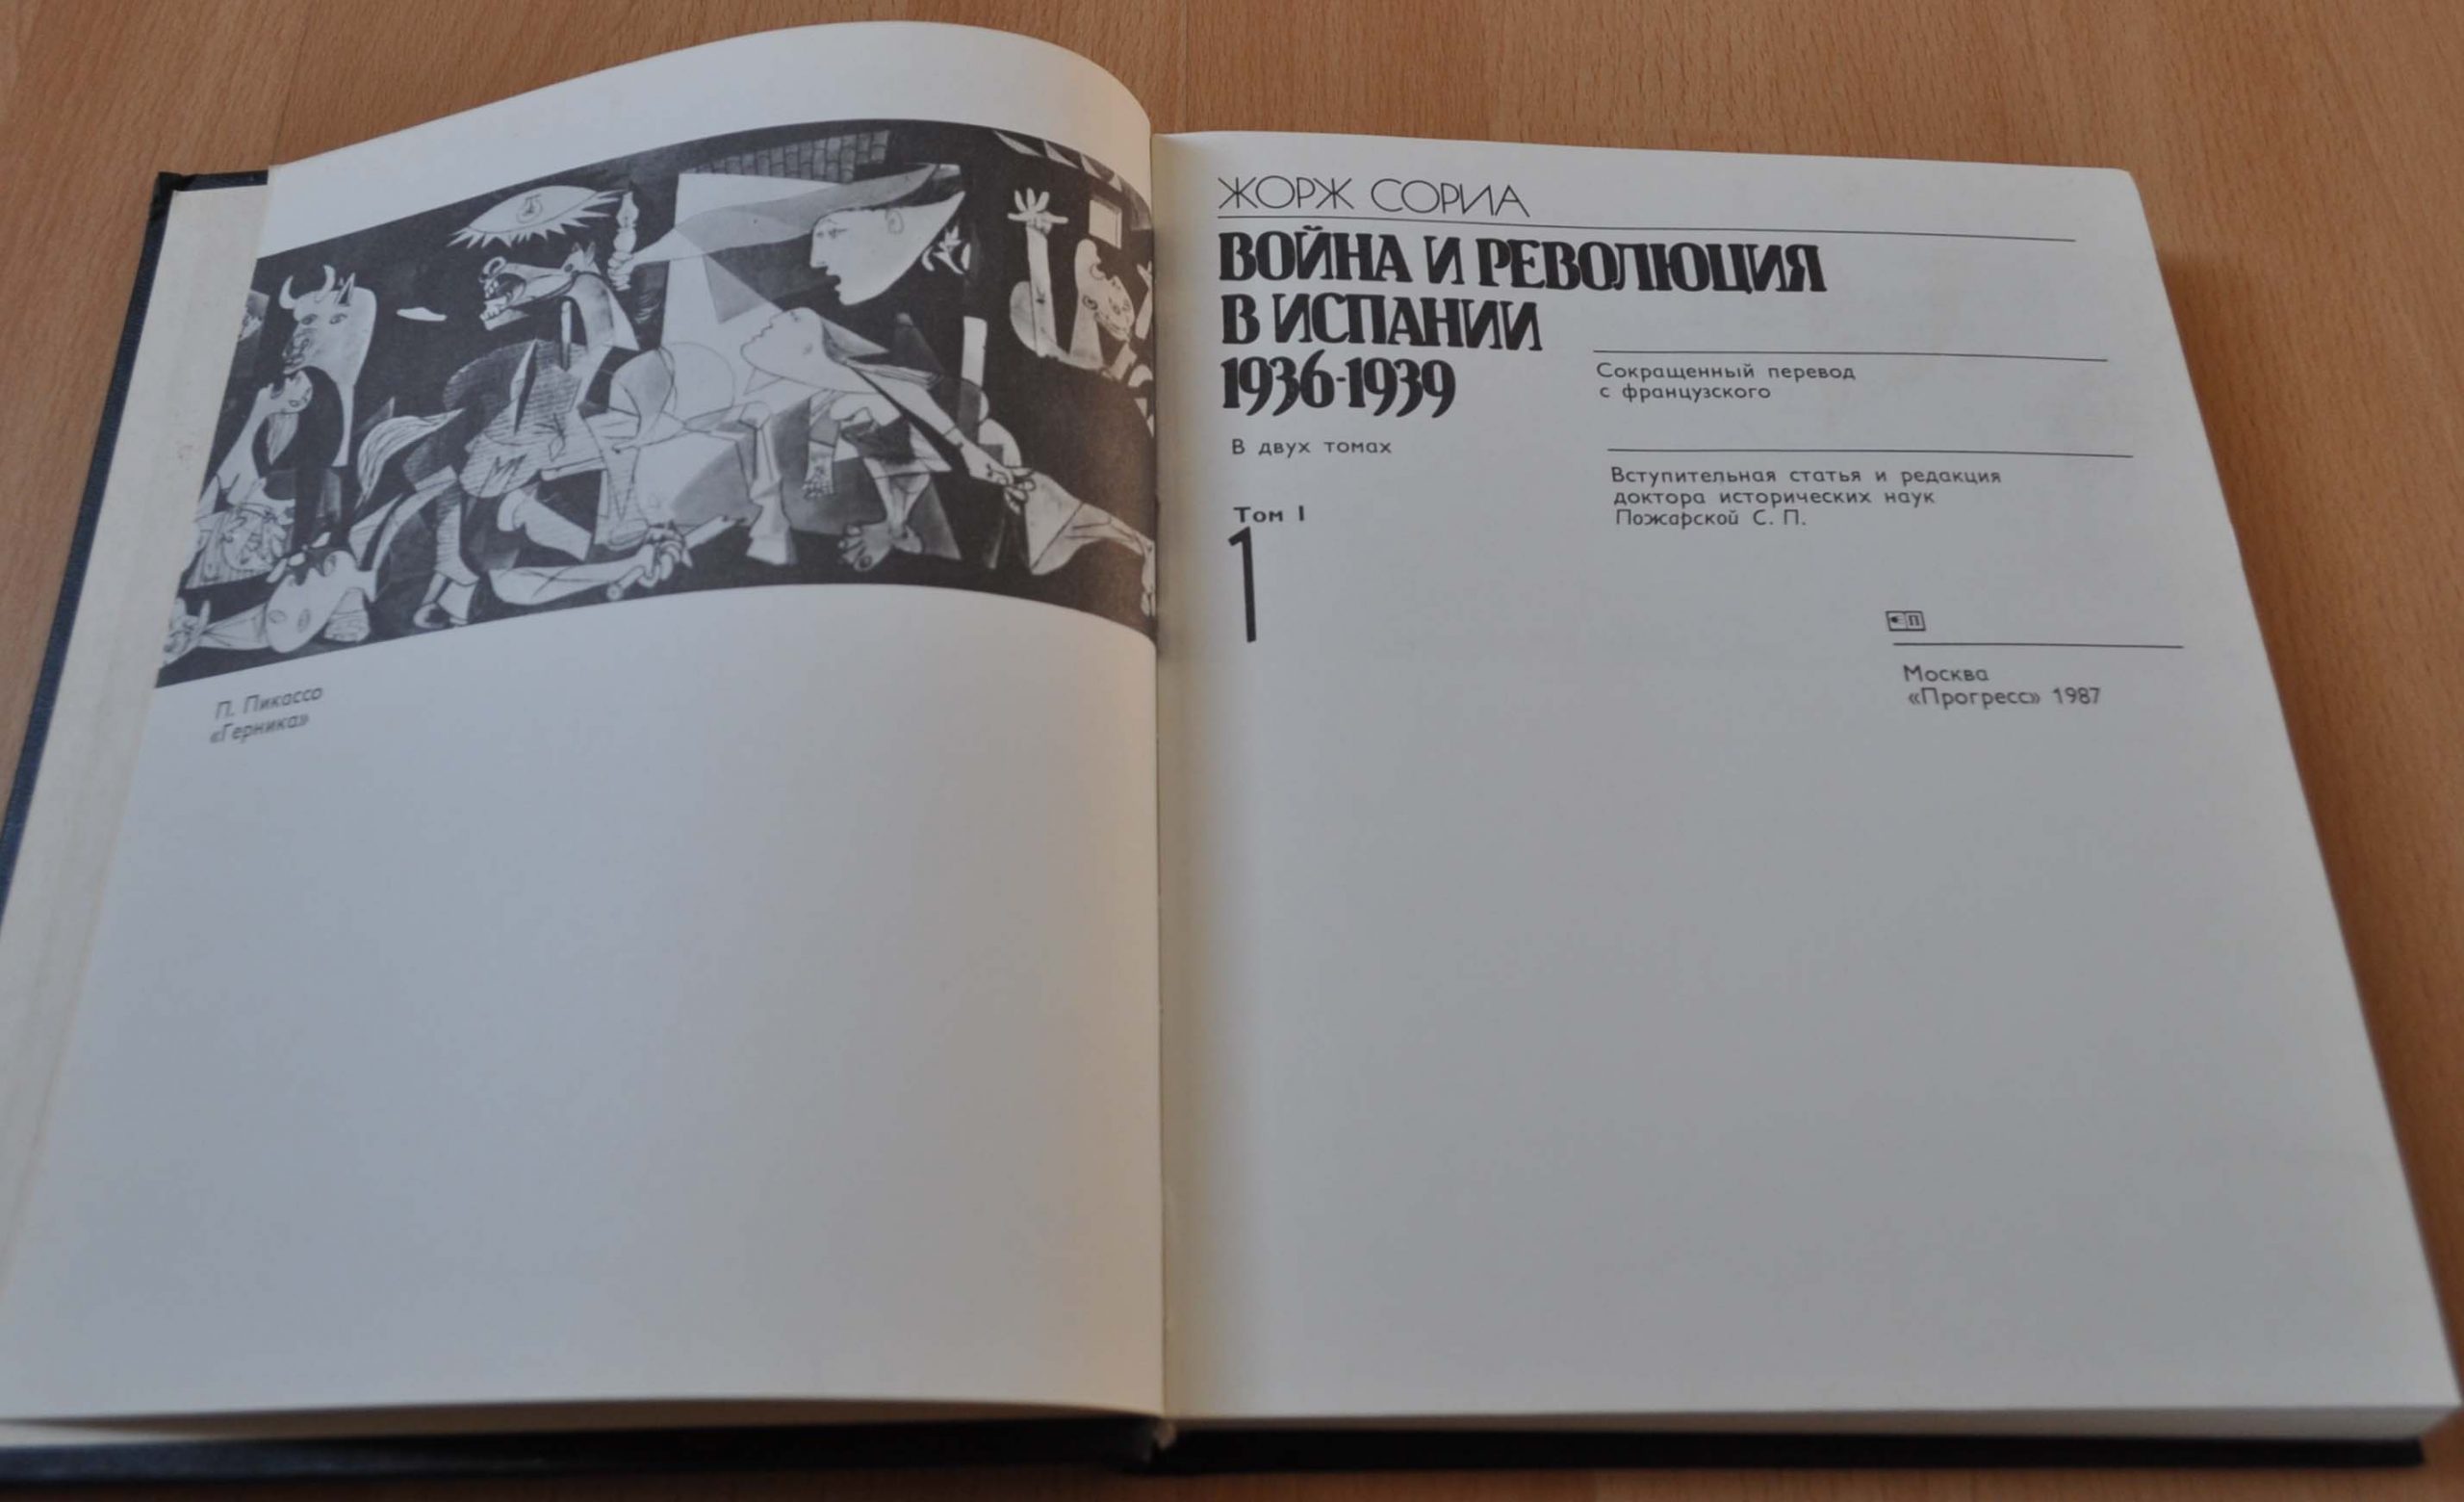 П. Пикассо
«Герника»
ЖОРЖ СОРИА
ВОЙНА И РЕВОЛЮЦИЯ
В ИСПАНИИ
1936-1939
В двух томах
Том I
1
Сокращенный перевод
с французского
Вступительная статья и редакция
доктора исторических наук
Пожарской С. П.
П
Москва
«Прогресс» 1987